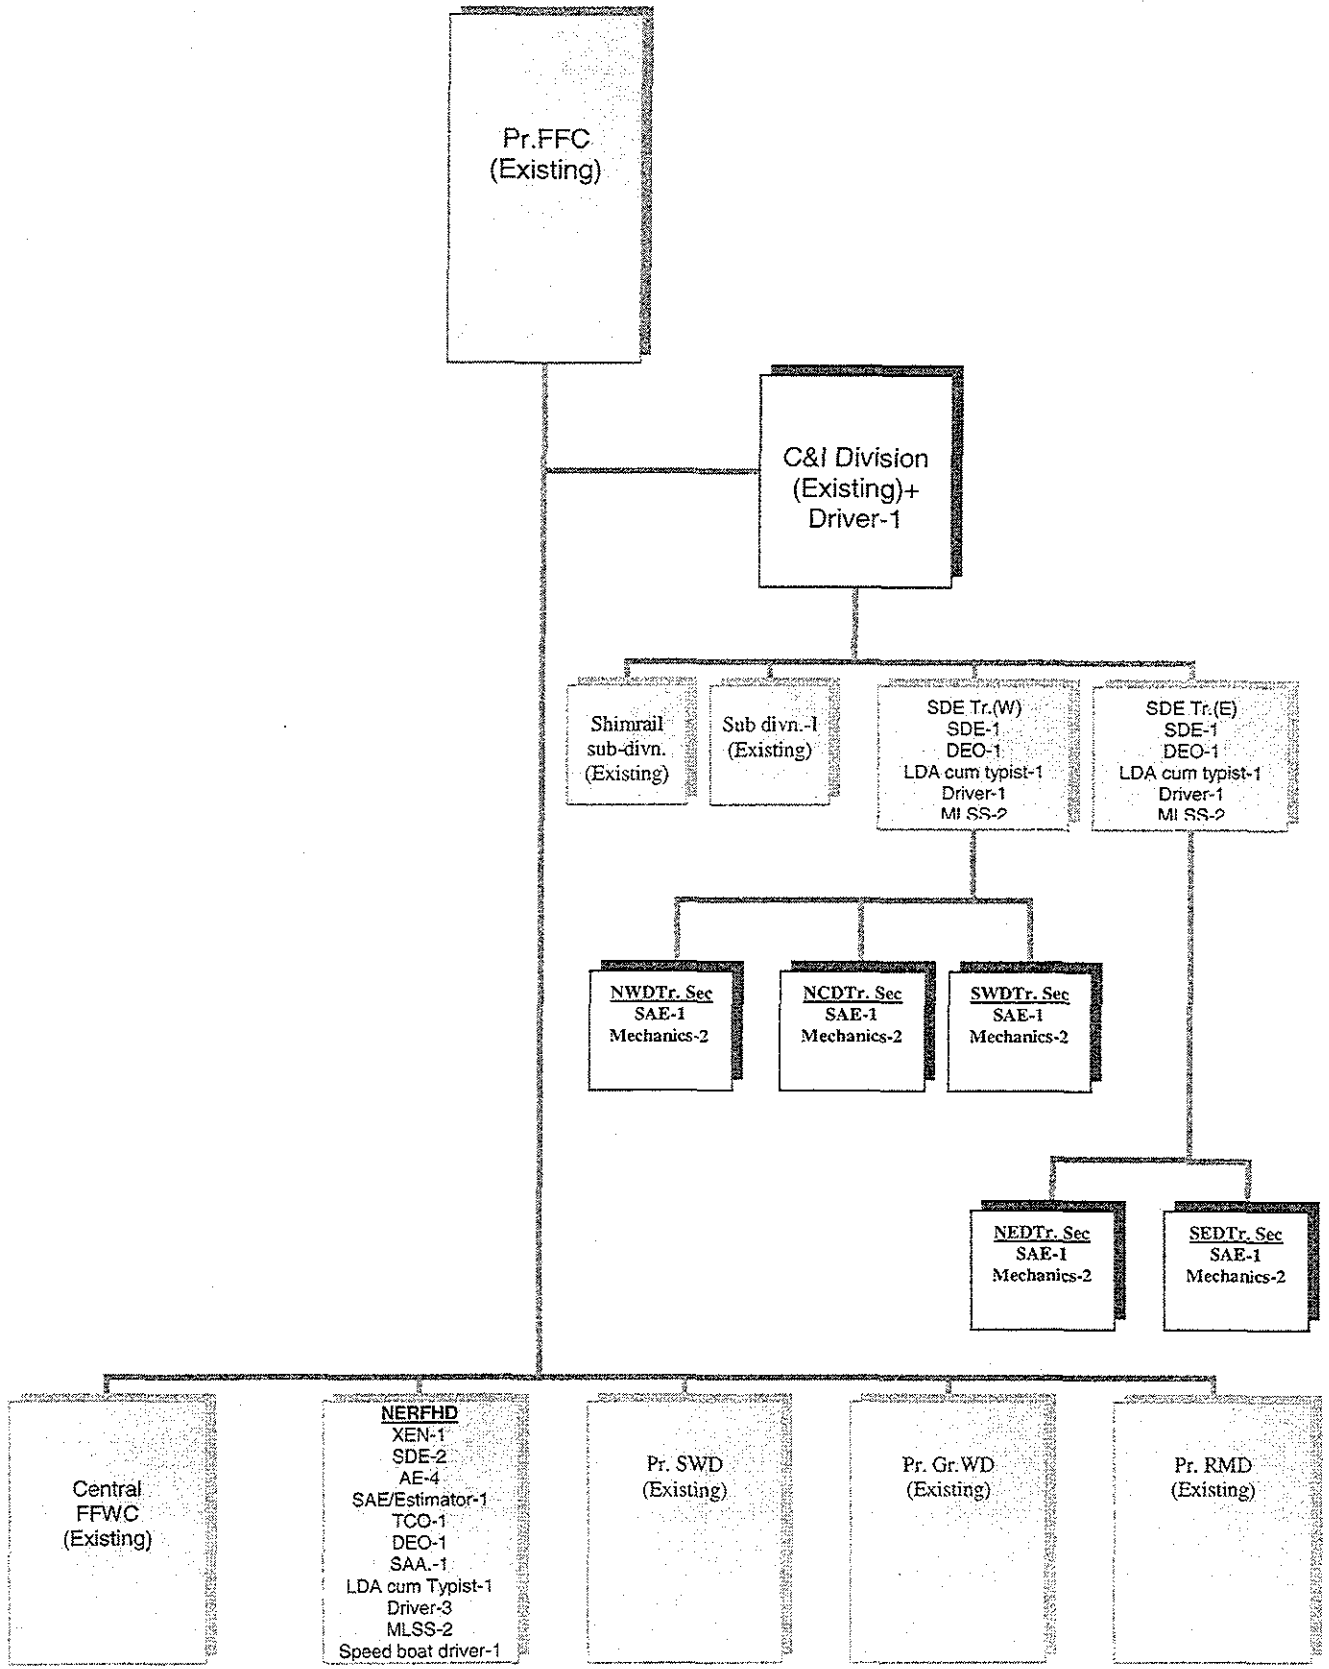 Pr.FFC
(Existing)
C&I Division
(Existing)+
Driver-1
Shimrail
sub-divn.
(Existing)
Sub divn.-I
(Existing)
SDE Tr.(W)
SDE-1
DEO-1
LDA cum typist-1
Driver-1
MLSS-2
SDE Tr.(E)
SDE-1
DEO-1
LDA cum typist-1
Driver-1
MLSS-2
NWDTr. Sec
SAE-1
Mechanics-2
NCDTr. Sec
SAE-1
Mechanics-2
SWDTr. Sec
SAE-1
Mechanics-2
NEDTr. Sec
SAE-1
Mechanics-2
SEDTr. Sec
SAE-1
Mechanics-2
Central
FFWC
(Existing)
NERFHD
XEN-1
SDE-2
AE-4
SAE/Estimator-1
TCO-1
DEO-1
SAA.-1
LDA cum Typist-1
Driver-3
MLSS-2
Speed boat driver-1
Pr. SWD
(Existing)
Pr. Gr.WD
(Existing)
Pr. RMD
(Existing)